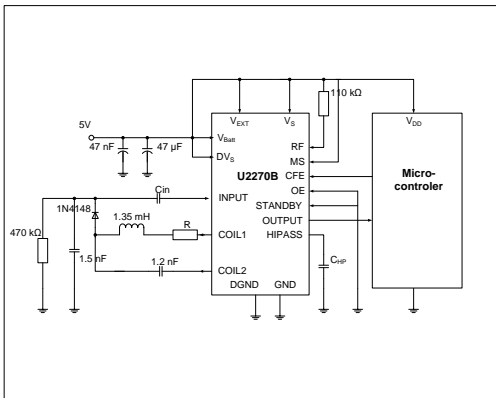 110 kΩ
VEXT
VS
VDD
5V
VBatt
RF
47 nF
47 µF
DVS
MS
U2270B
CFE
Micro-
controler
Cin
OE
INPUT
STANDBY
1N4148
1.35 mH
R
OUTPUT
470 kΩ
COIL1
HIPASS
1.5 nF
1.2 nF
CHP
COIL2
DGND
GND